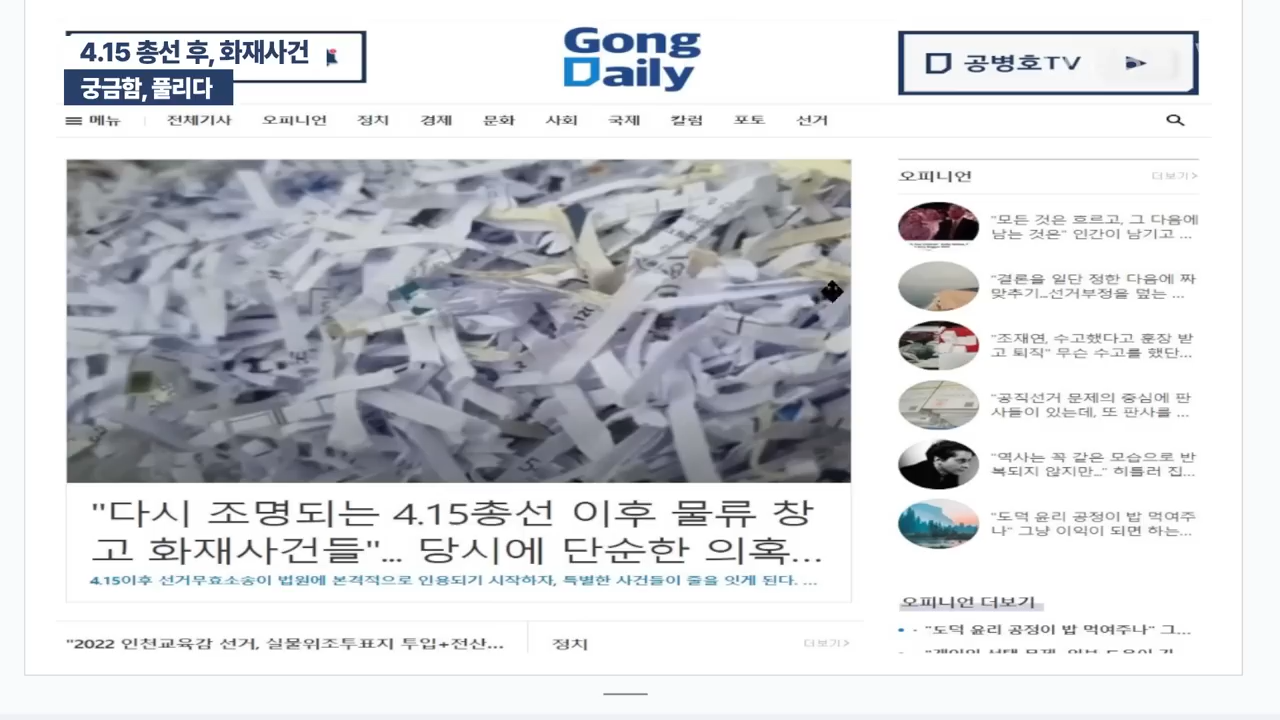 4.15 총선 후, 화재사건
궁금함, 풀리다
Gong
Daily
공병호TV
메뉴
전체기사
오피니언
정치
경제
문화
사회
국제
칼럼
포토
선거
"다시 조명되는 4.15총선 이후 물류 창
고 화재사건들"... 당시에 단순한 의혹...
4.15이후 선거무효소송이 법원에 본격적으로 인용되기 시작하자, 특별한 사건들이 줄을 잇게 된다. ...
"2022 인천교육감 선거, 실물위조투표지 투입+전산...
정치
더보기>
오피니언
더보기>
"모든 것은 흐르고, 그 다음에
남는 것은" 인간이 남기고 ...
"결론을 일단 정한 다음에 짜
맞추기...선거부정을 덮는 ...
"조재연, 수고했다고 훈장 받
고 퇴직" 무슨 수고를 했단...
"공직선거 문제의 중심에 판
사들이 있는데, 또 판사를 ...
"역사는 꼭 같은 모습으로 반
복되지 않지만..." 히틀러 집...
"도덕 윤리 공정이 밥 먹여주
나" 그냥 이익이 되면 하는...
오피니언 더보기
· "도덕 윤리 공정이 밥 먹여주나" 그...